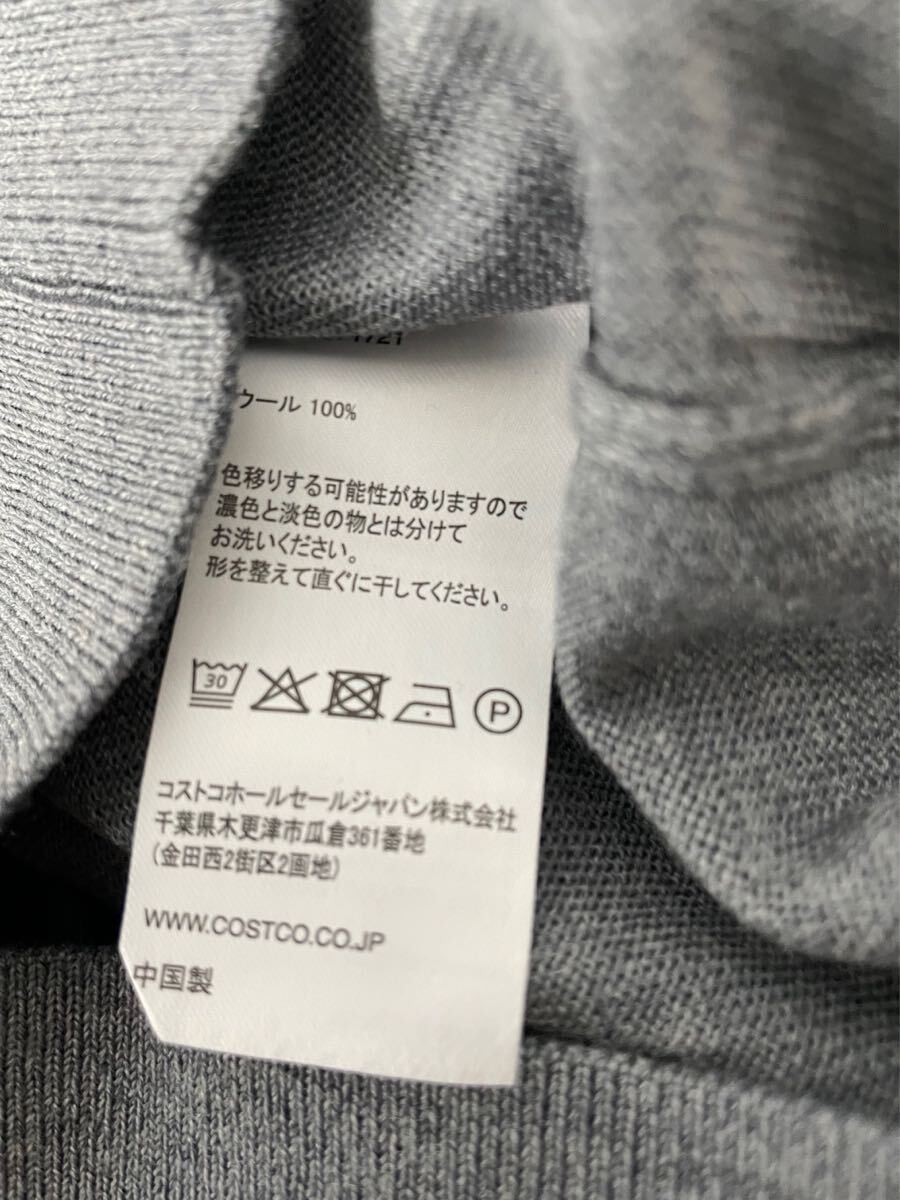 ウール 100%
色移りする可能性がありますので
濃色と淡色の物とは分けて
お洗いください。
形を整えて直ぐに干してください。
30
P
コストコホールセールジャパン株式会社
千葉県木更津市瓜倉361番地
(金田西2街区2画地)
WWW.COSTCO.CO.JP
中国製